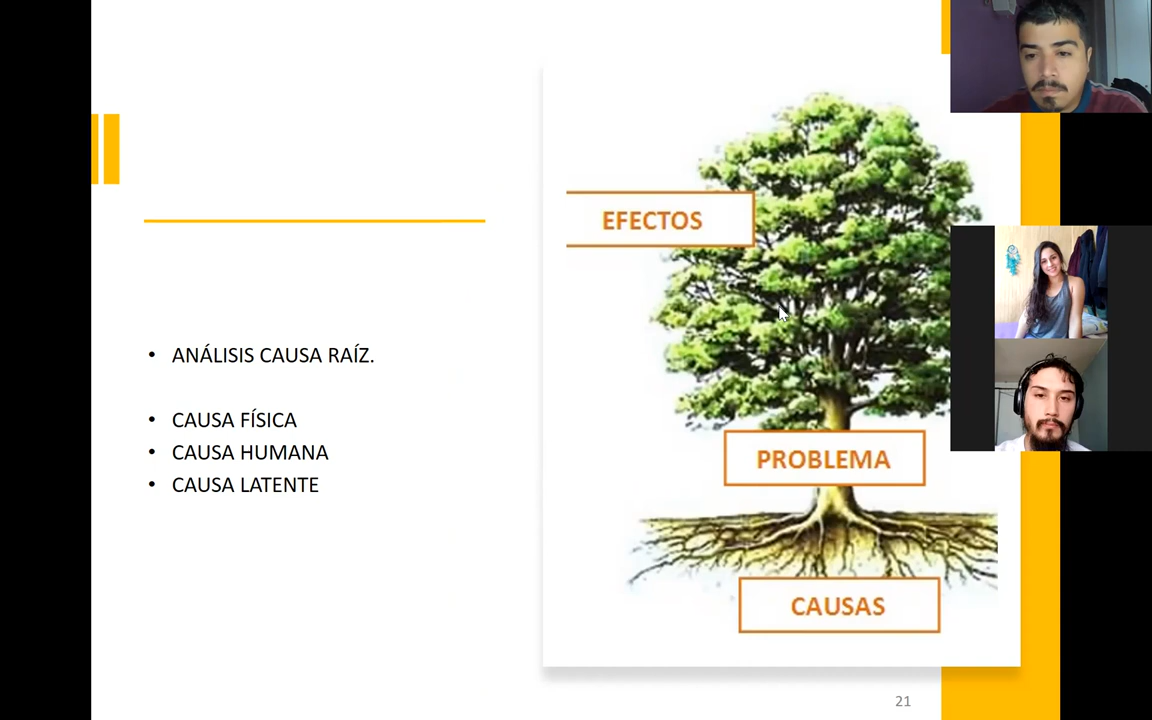 ANÁLISIS CAUSA RAÍZ.
CAUSA FÍSICA
CAUSA HUMANA
CAUSA LATENTE
EFECTOS
PROBLEMA
CAUSAS
21